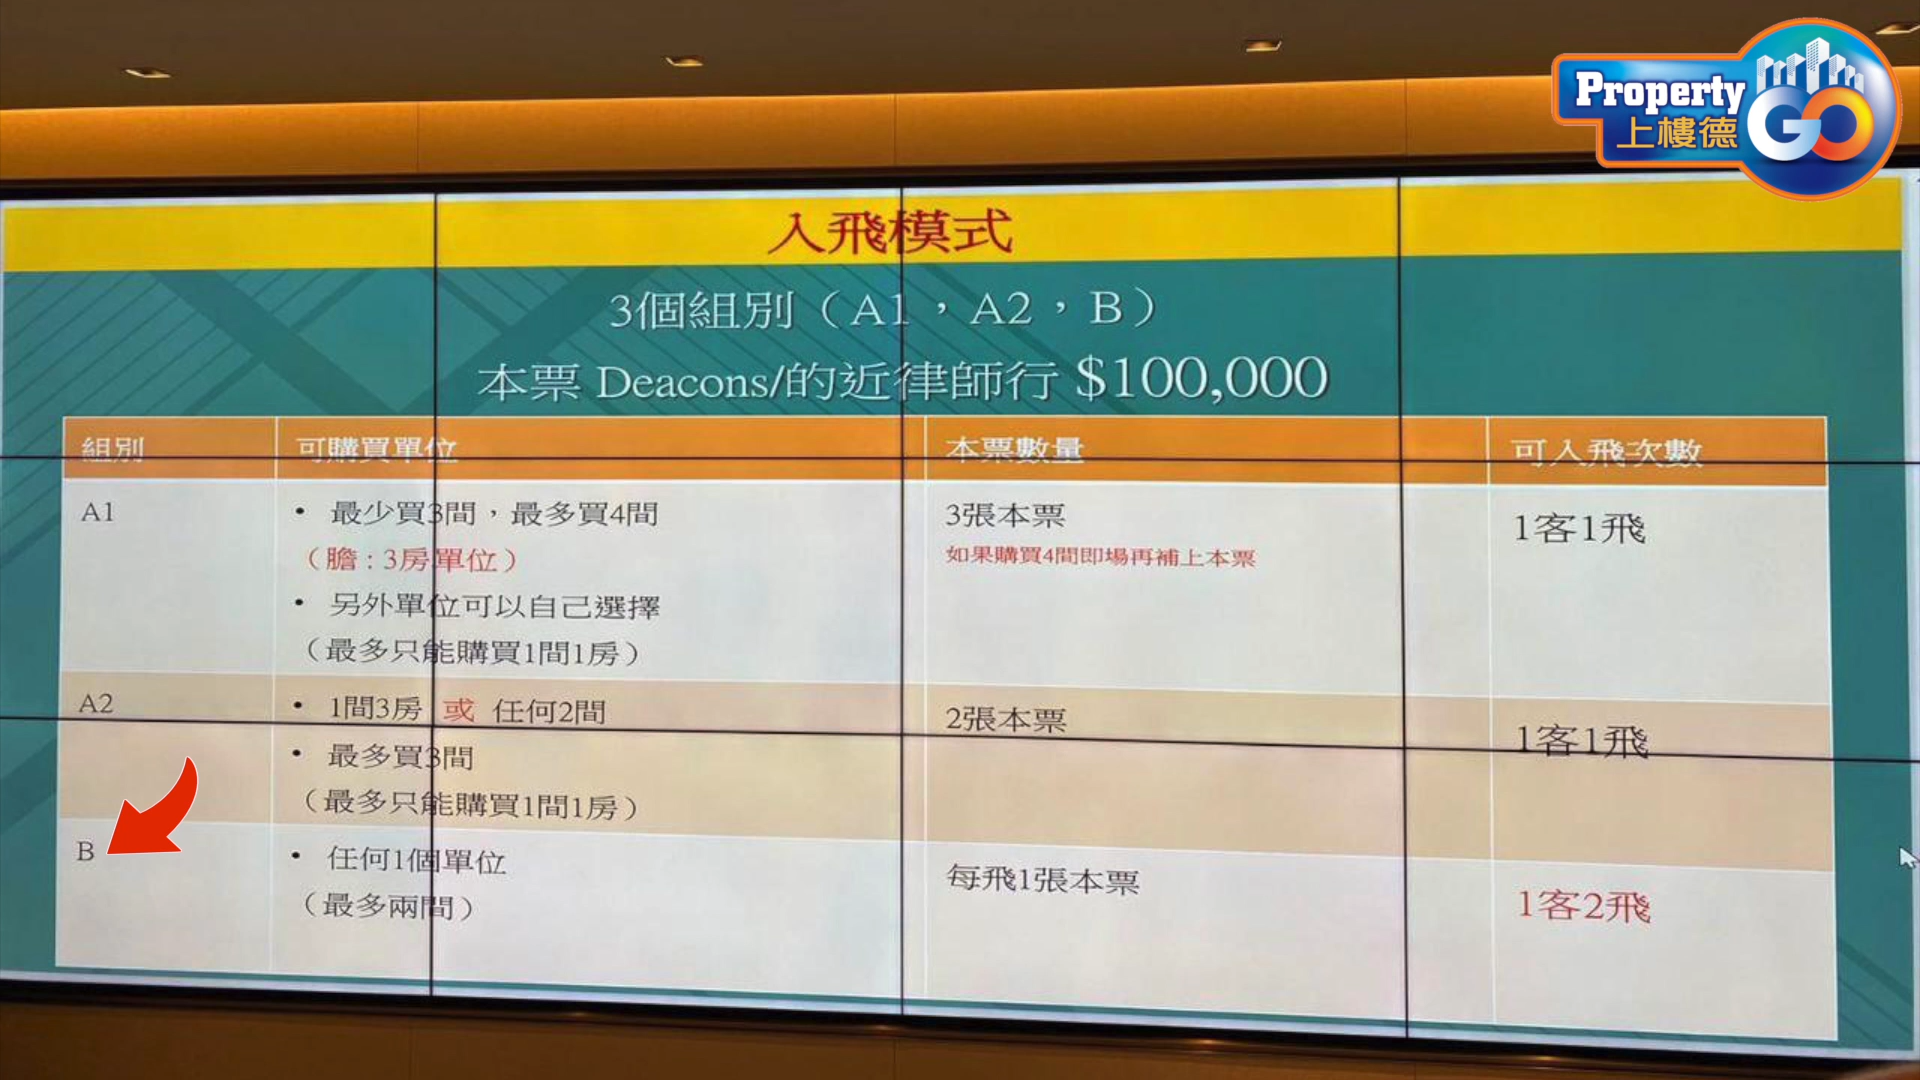 Property
上樓德
GO
入飛模式
3個組別（A1，A2，B）
本票 Deacons/的近律師行 $100,000
組別 可購買單位 本票數量 可入飛次數
A1 • 最少買3間，最多買4間 3張本票 1客1飛
（膽：3房單位） 如果購買4間即場再補上本票
• 另外單位可以自己選擇
（最多只能購買1間1房）
A2 • 1間3房 或 任何2間 2張本票 1客1飛
• 最多買3間
（最多只能購買1間1房）
B • 任何1個單位 每飛1張本票 1客2飛
（最多兩間）